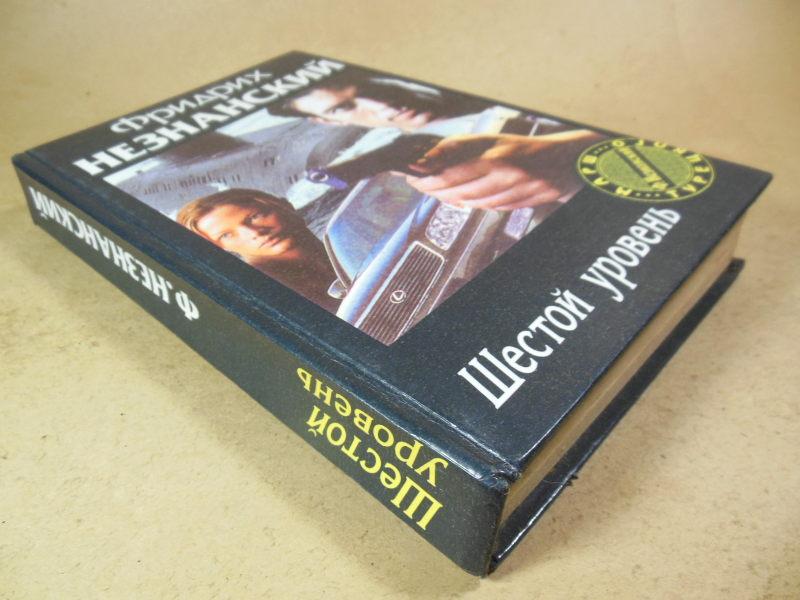 Фридрих
НЕЗНАНСКИЙ
Шестой уровень
Ф.НЕЗНАНСКИЙ
Шестой
уровень